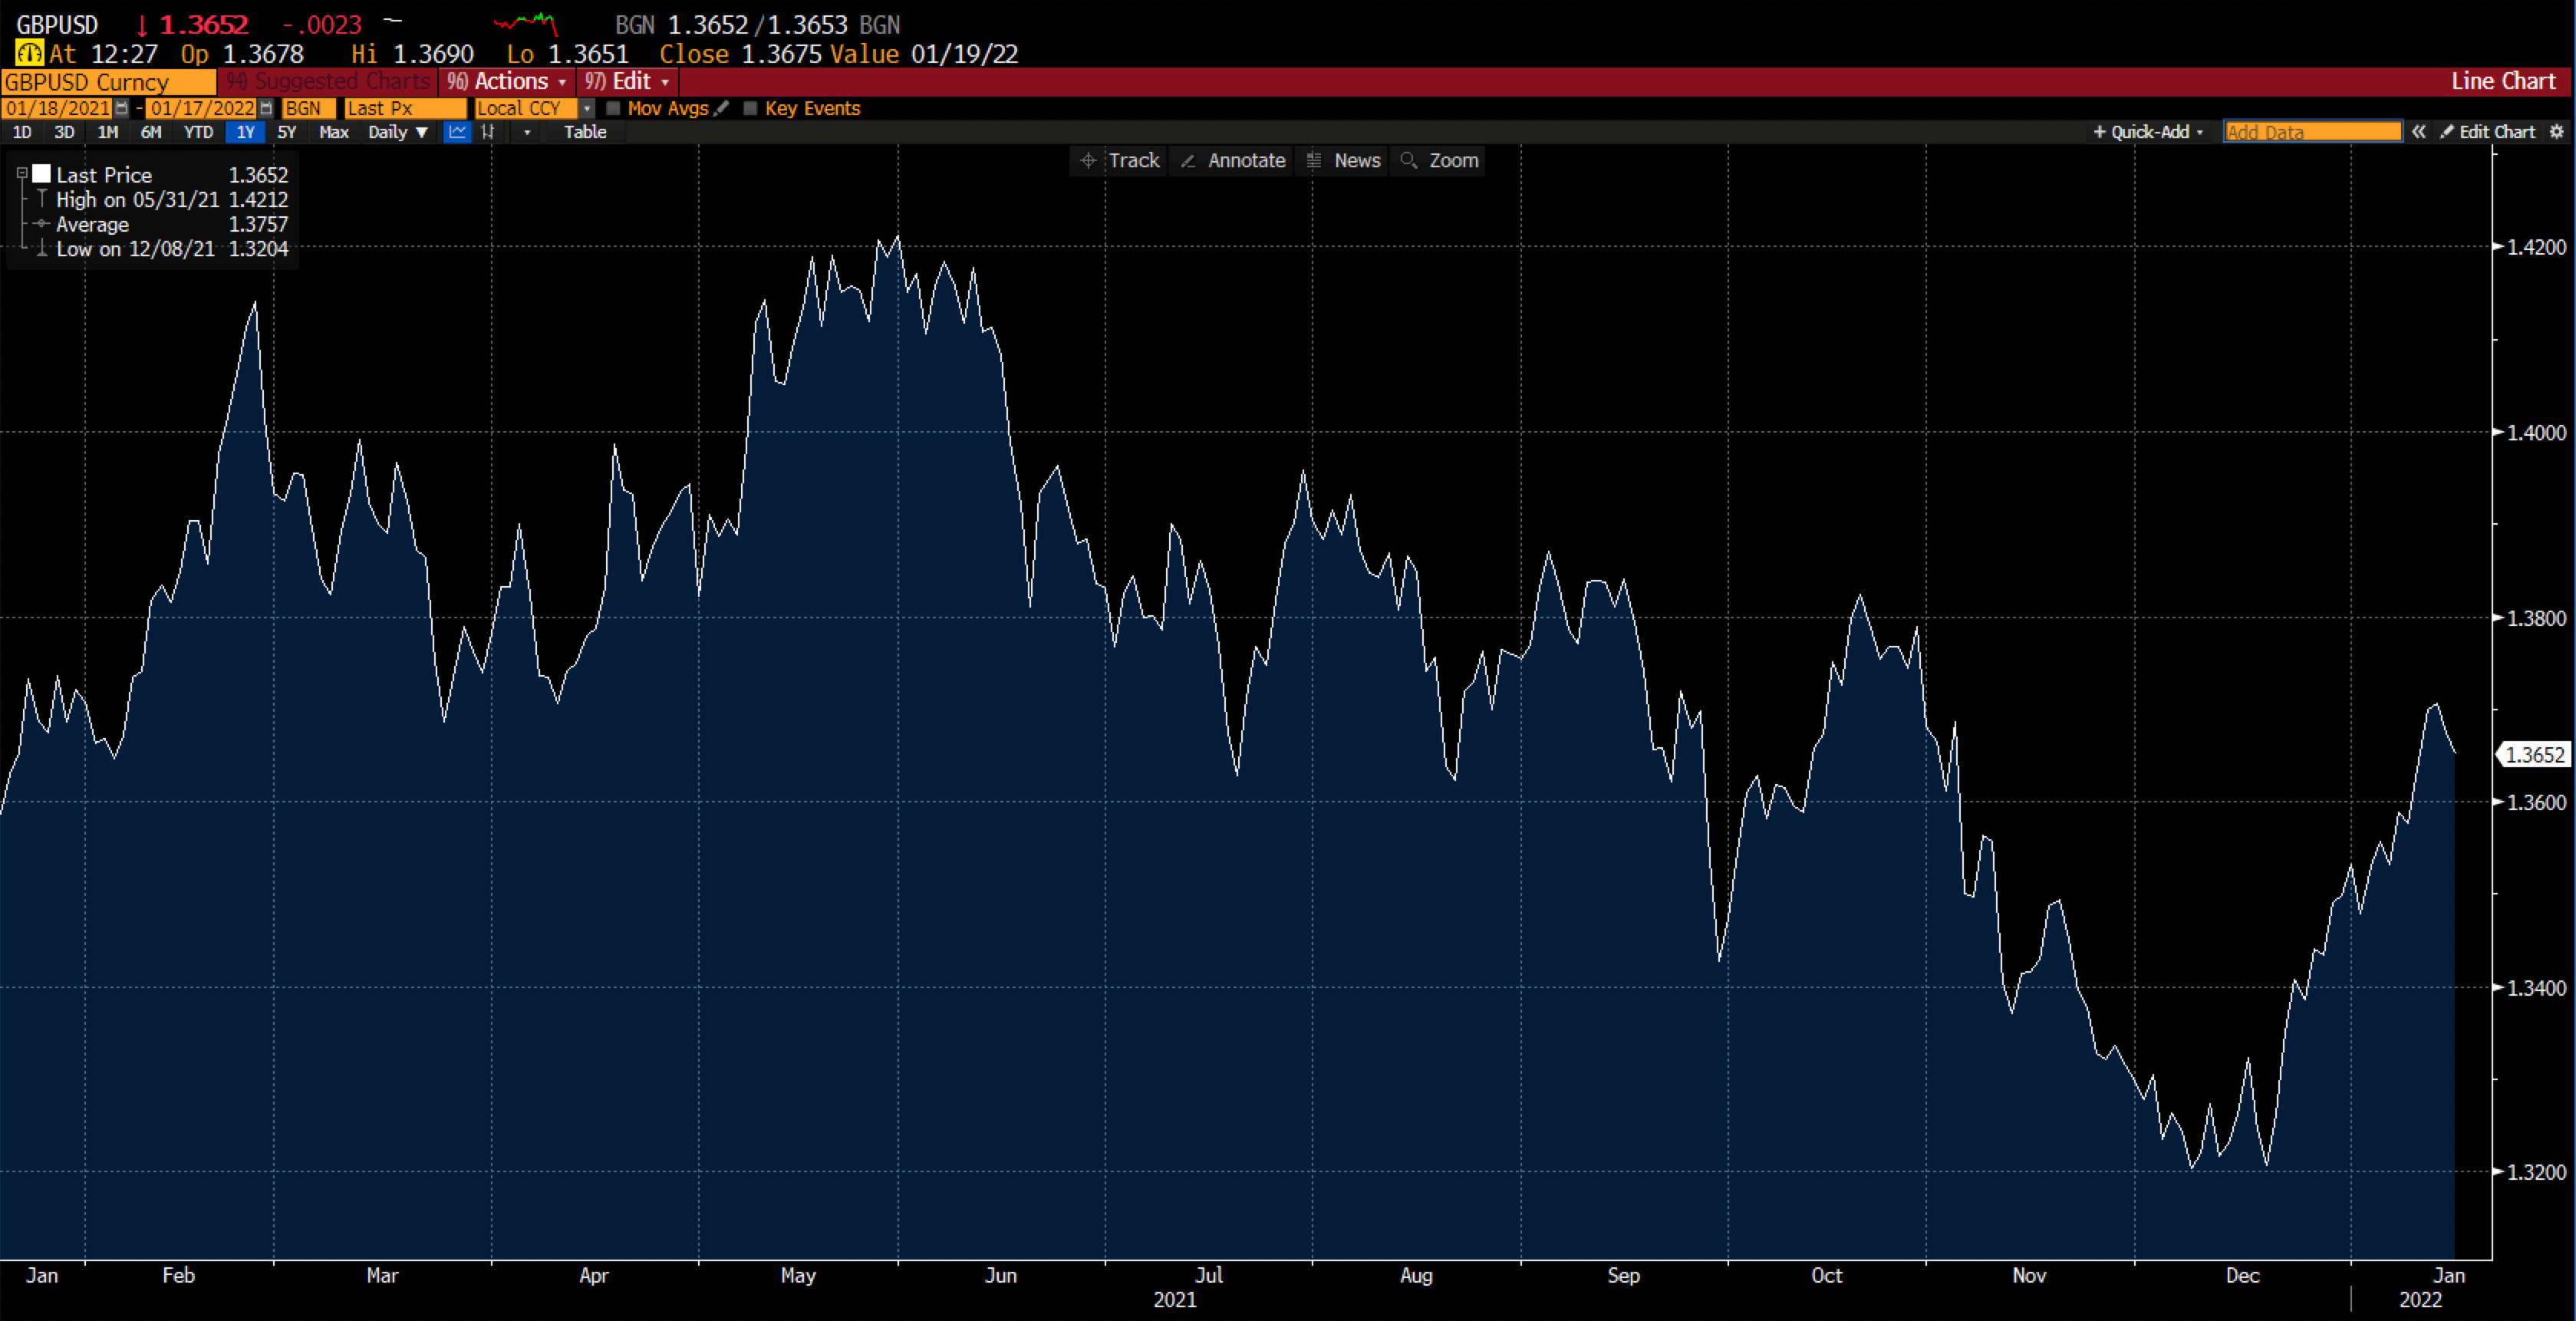 GBPUSD ↓ 1.3652 -.0023 BGN 1.3652/1.3653 BGN
At 12:27 Op 1.3678 Hi 1.3690 Lo 1.3651 Close 1.3675 Value 01/19/22
GBPUSD Curncy 94) Suggested Charts 96) Actions 97) Edit Line Chart
01/18/2021 - 01/17/2022 BGN Last Px Local CCY Mov Avgs Key Events
1D 3D 1M 6M YTD 1Y 5Y Max Daily ▼ Table + Quick-Add Add Data « Edit Chart
Track Annotate News Zoom
Last Price 1.3652
High on 05/31/21 1.4212
Average 1.3757
Low on 12/08/21 1.3204
1.4200
1.4000
1.3800
1.3652
1.3600
1.3400
1.3200
Jan Feb Mar Apr May Jun Jul Aug Sep Oct Nov Dec Jan
2021 2022